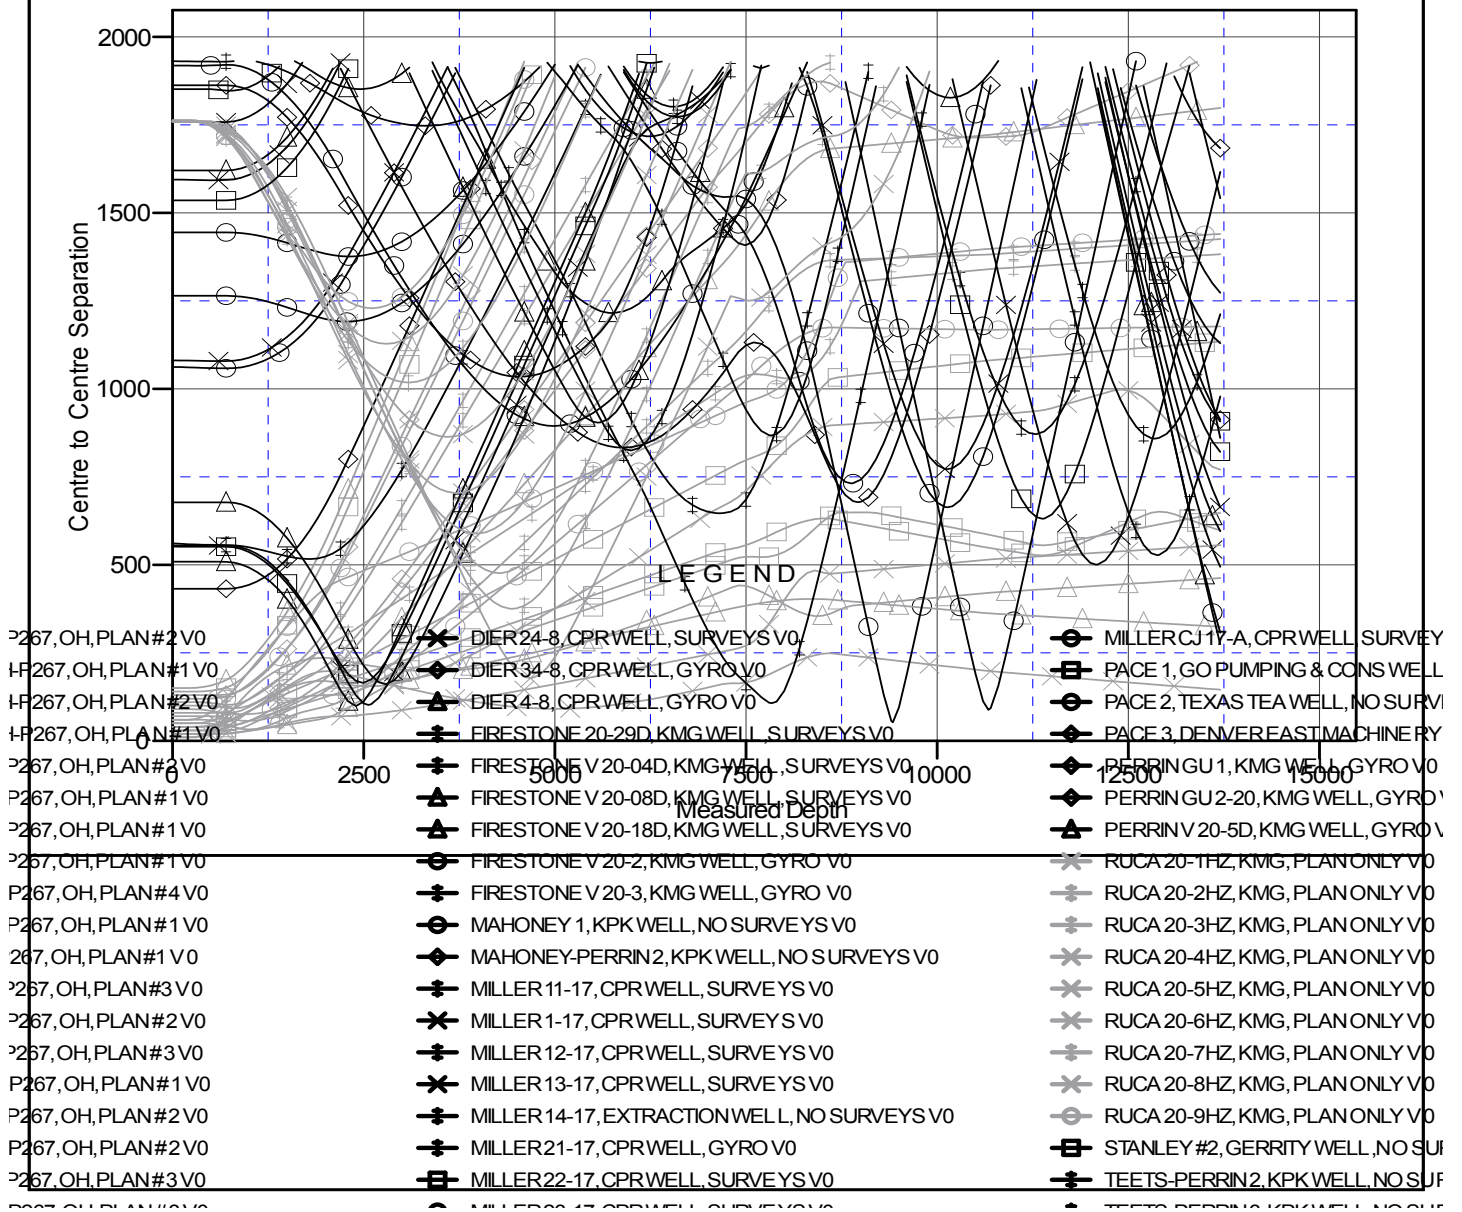 2000
1500
1000
500
0
Centre to Centre Separation
0 2500 5000 7500 10000 12500 15000
Measured Depth
LEGEND
P267, OH, PLAN #2 V0
P267, OH, PLAN #1 V0
P267, OH, PLAN #2 V0
P267, OH, PLAN #1 V0
P267, OH, PLAN #3 V0
P267, OH, PLAN #1 V0
P267, OH, PLAN #1 V0
P267, OH, PLAN #1 V0
P267, OH, PLAN #4 V0
P267, OH, PLAN #1 V0
267, OH, PLAN #1 V0
P267, OH, PLAN #3 V0
P267, OH, PLAN #2 V0
P267, OH, PLAN #3 V0
P267, OH, PLAN #1 V0
P267, OH, PLAN #2 V0
P267, OH, PLAN #2 V0
P267, OH, PLAN #3 V0
DIER 24-8, CPR WELL, SURVEYS V0
DIER 34-8, CPR WELL, GYRO V0
DIER 4-8, CPR WELL, GYRO V0
FIRESTONE 20-29D, KMG WELL, SURVEYS V0
FIRESTONE V 20-04D, KMG WELL, SURVEYS V0
FIRESTONE V 20-08D, KMG WELL, SURVEYS V0
FIRESTONE V 20-18D, KMG WELL, SURVEYS V0
FIRESTONE V 20-2, KMG WELL, GYRO V0
FIRESTONE V 20-3, KMG WELL, GYRO V0
MAHONEY 1, KPK WELL, NO SURVEYS V0
MAHONEY-PERRIN 2, KPK WELL, NO SURVEYS V0
MILLER 11-17, CPR WELL, SURVEYS V0
MILLER 1-17, CPR WELL, SURVEYS V0
MILLER 12-17, CPR WELL, SURVEYS V0
MILLER 13-17, CPR WELL, SURVEYS V0
MILLER 14-17, EXTRACTION WELL, NO SURVEYS V0
MILLER 21-17, CPR WELL, GYRO V0
MILLER 22-17, CPR WELL, SURVEYS V0
MILLER CJ 17-A, CPR WELL, SURVEY
PACE 1, GO PUMPING & CONS WELL
PACE 2, TEXAS TEA WELL, NO SURV
PACE 3, DENVER EAST MACHINERY
PERRIN GU 1, KMG WELL, GYRO V0
PERRIN GU 2-20, KMG WELL, GYRO
PERRIN V 20-5D, KMG WELL, GYRO
RUCA 20-1HZ, KMG, PLAN ONLY V0
RUCA 20-2HZ, KMG, PLAN ONLY V0
RUCA 20-3HZ, KMG, PLAN ONLY V0
RUCA 20-4HZ, KMG, PLAN ONLY V0
RUCA 20-5HZ, KMG, PLAN ONLY V0
RUCA 20-6HZ, KMG, PLAN ONLY V0
RUCA 20-7HZ, KMG, PLAN ONLY V0
RUCA 20-8HZ, KMG, PLAN ONLY V0
RUCA 20-9HZ, KMG, PLAN ONLY V0
STANLEY #2, GERRITY WELL, NO SU
TEETS-PERRIN 2, KPK WELL, NO SU